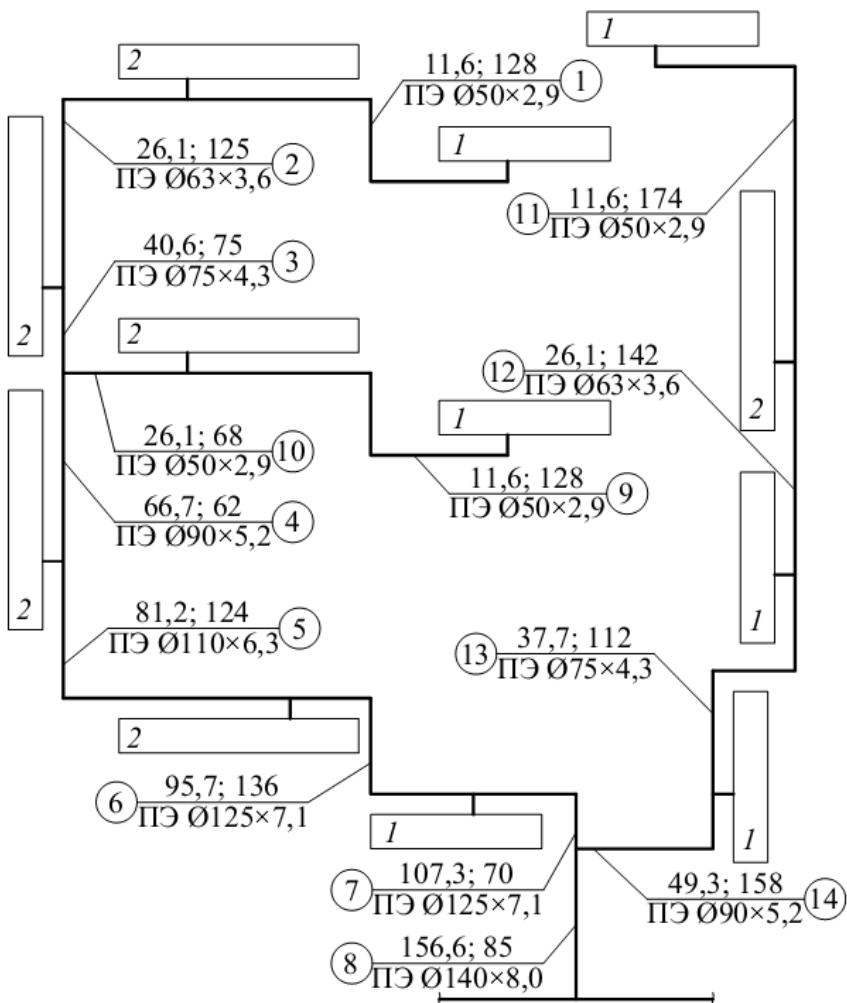 1
2
11,6; 128
ПЭ Ø50×2,9
1
1
26,1; 125
ПЭ Ø63×3,6
2
11,6; 174
ПЭ Ø50×2,9
11
40,6; 75
ПЭ Ø75×4,3
3
2
2
26,1; 142
ПЭ Ø63×3,6
12
2
1
26,1; 68
ПЭ Ø50×2,9
10
11,6; 128
ПЭ Ø50×2,9
9
66,7; 62
ПЭ Ø90×5,2
4
2
1
81,2; 124
ПЭ Ø110×6,3
5
37,7; 112
ПЭ Ø75×4,3
13
2
95,7; 136
ПЭ Ø125×7,1
6
1
1
107,3; 70
ПЭ Ø125×7,1
7
49,3; 158
ПЭ Ø90×5,2
14
156,6; 85
ПЭ Ø140×8,0
8